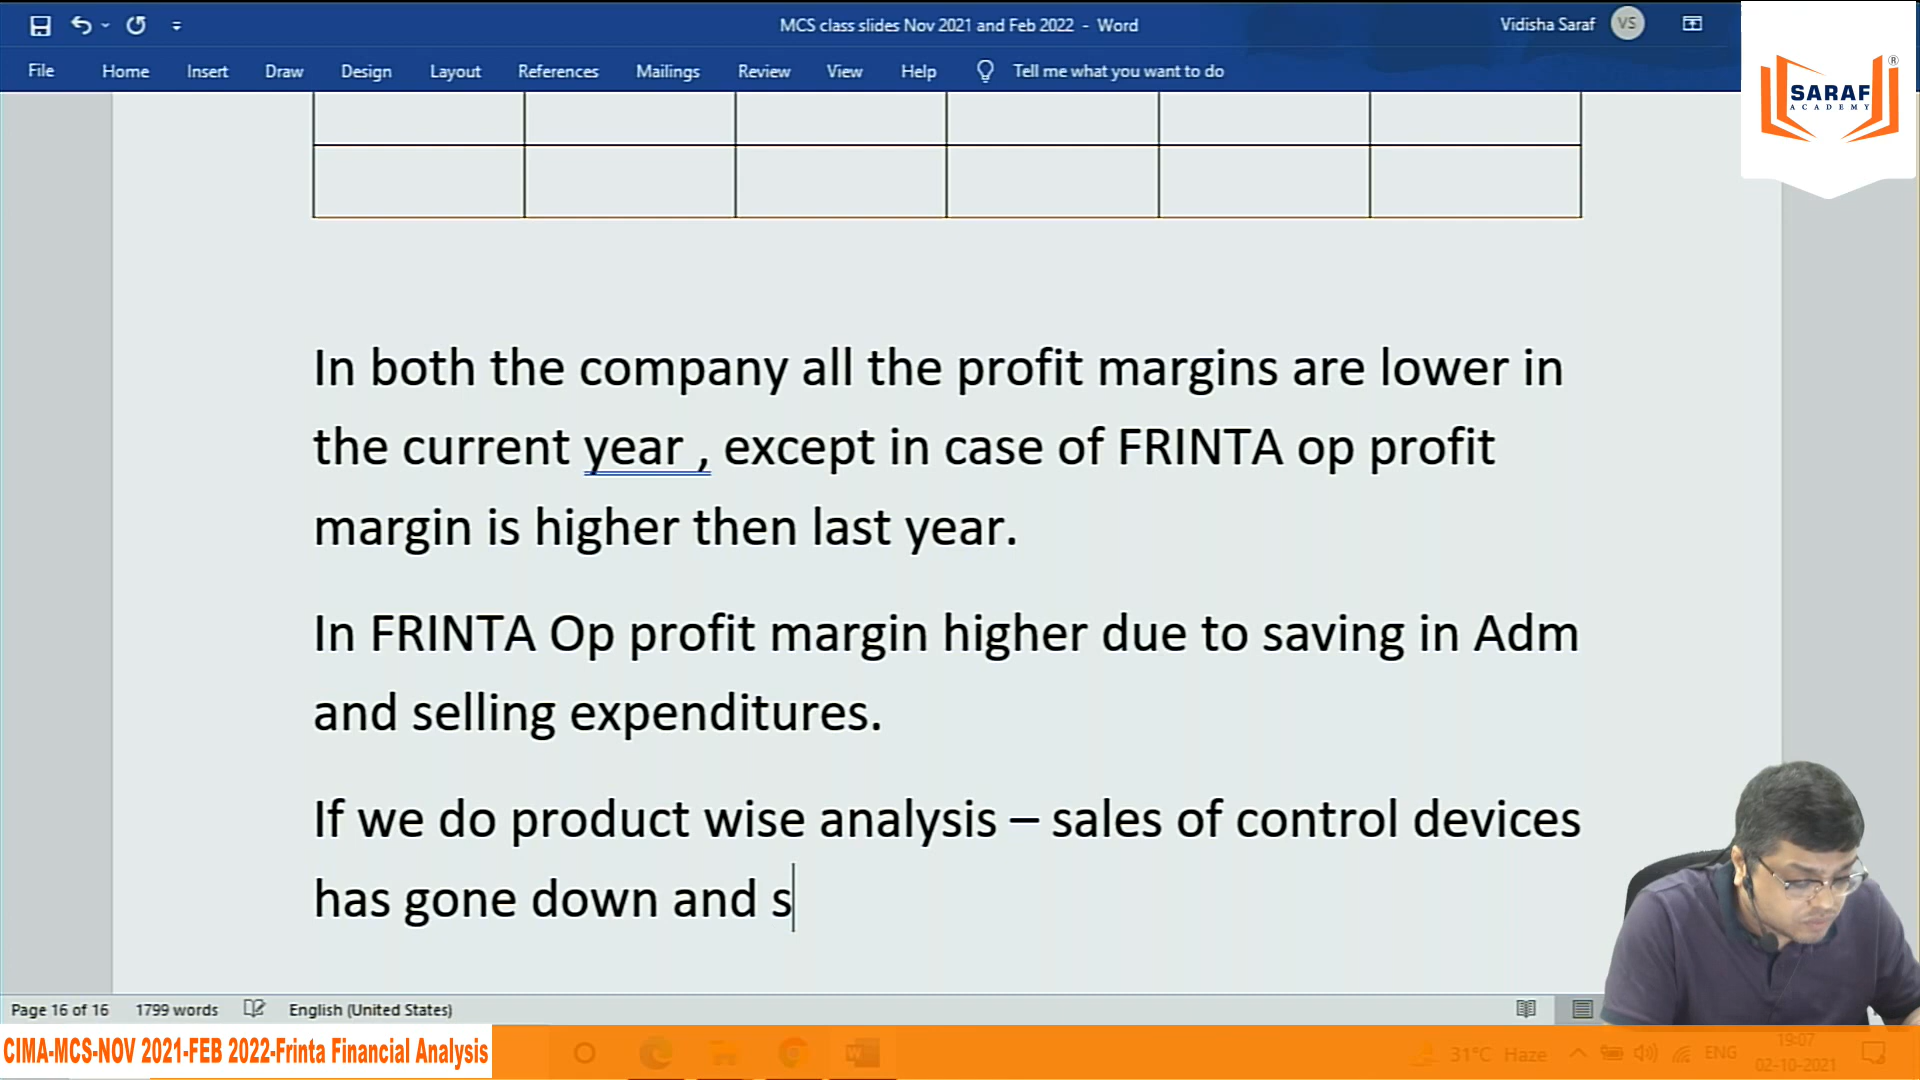 MCS class slides Nov 2021 and Feb 2022 - Word
Vidisha Saraf
VS
File Home Insert Draw Design Layout References Mailings Review View Help Tell me what you want to do
SARAF
ACADEMY
®
In both the company all the profit margins are lower in
the current year , except in case of FRINTA op profit
margin is higher then last year.
In FRINTA Op profit margin higher due to saving in Adm
and selling expenditures.
If we do product wise analysis – sales of control devices
has gone down and s
Page 16 of 16 1799 words English (United States)
CIMA-MCS-NOV 2021-FEB 2022-Frinta Financial Analysis
31°C Haze
ENG
19:07
02-10-2021